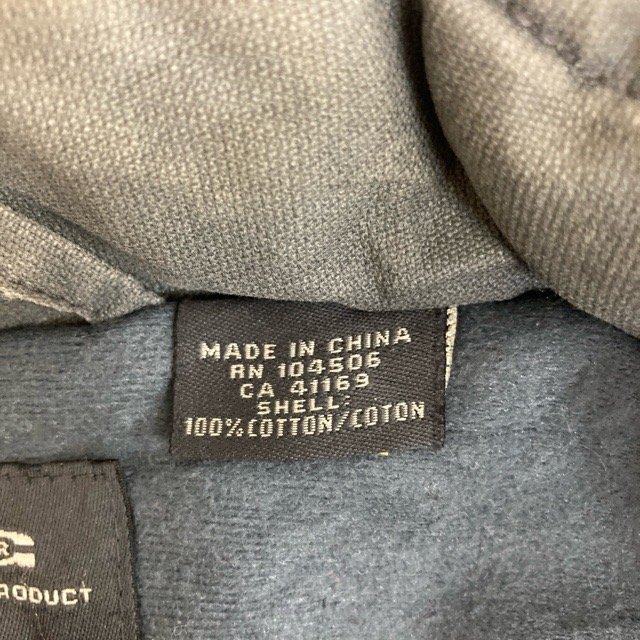 MADE IN CHINA
RN 104506
CA 41169
SHELL:
100% COTTON/COTON
®
PRODUCT